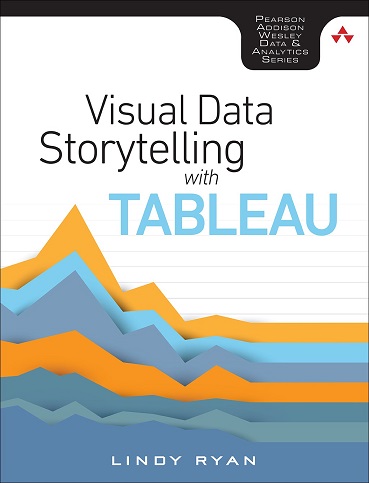 Pearson
Addison
Wesley
Data &
Analytics
Series
Visual Data
Storytelling
with
TABLEAU
LINDY RYAN